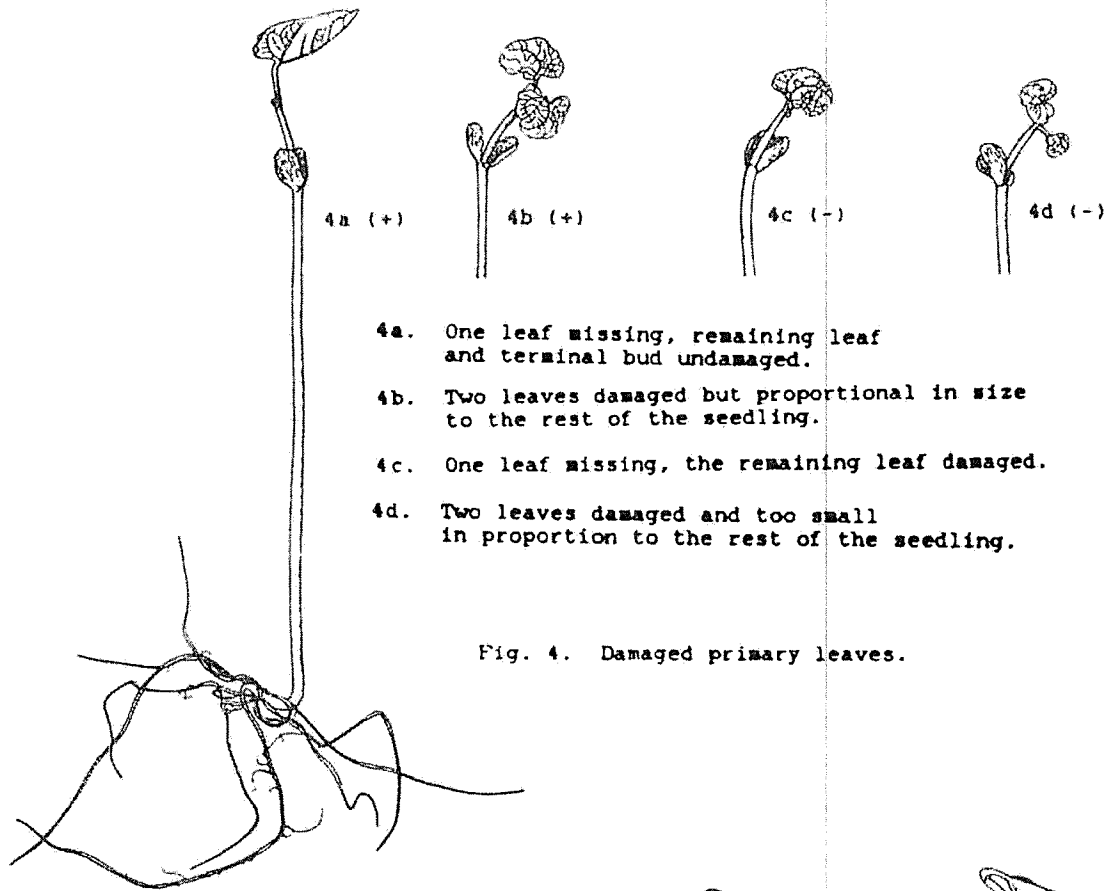 4a (+)
4b (+)
4c (-)
4d (-)
4a. One leaf missing, remaining leaf
and terminal bud undamaged.
4b. Two leaves damaged but proportional in size
to the rest of the seedling.
4c. One leaf missing, the remaining leaf damaged.
4d. Two leaves damaged and too small
in proportion to the rest of the seedling.
Fig. 4. Damaged primary leaves.